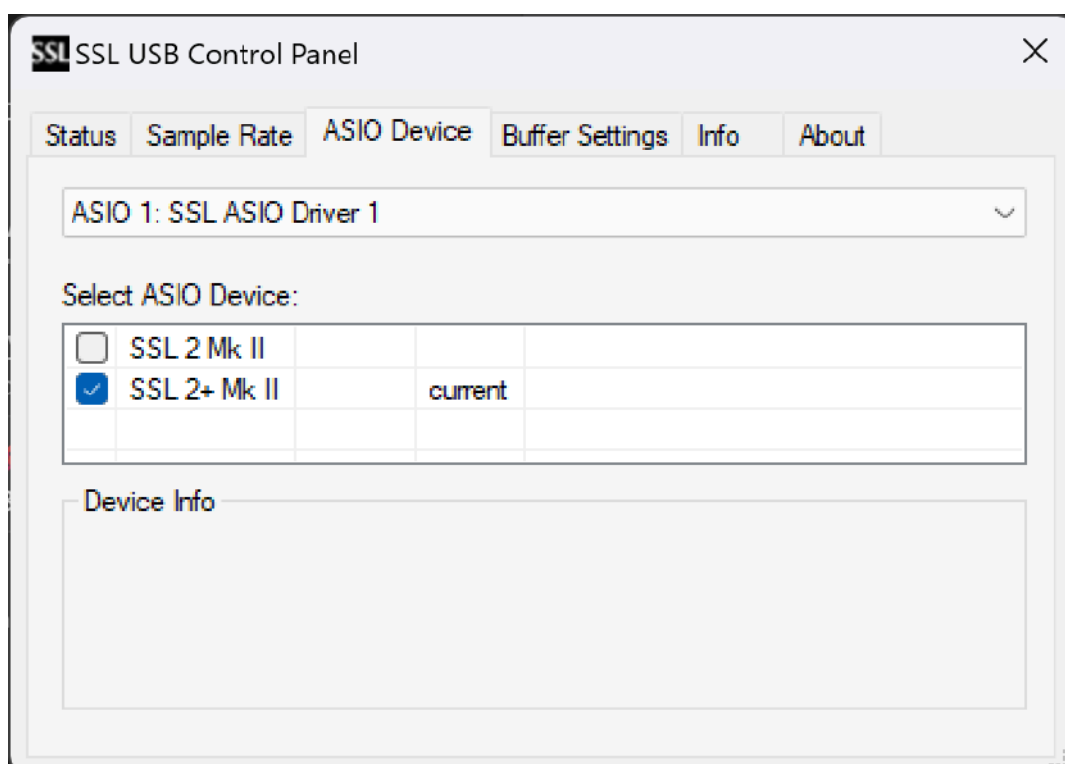 SSL SSL USB Control Panel
Status Sample Rate ASIO Device Buffer Settings Info About
ASIO 1: SSL ASIO Driver 1
Select ASIO Device:
SSL 2 Mk II
SSL 2+ Mk II current
Device Info